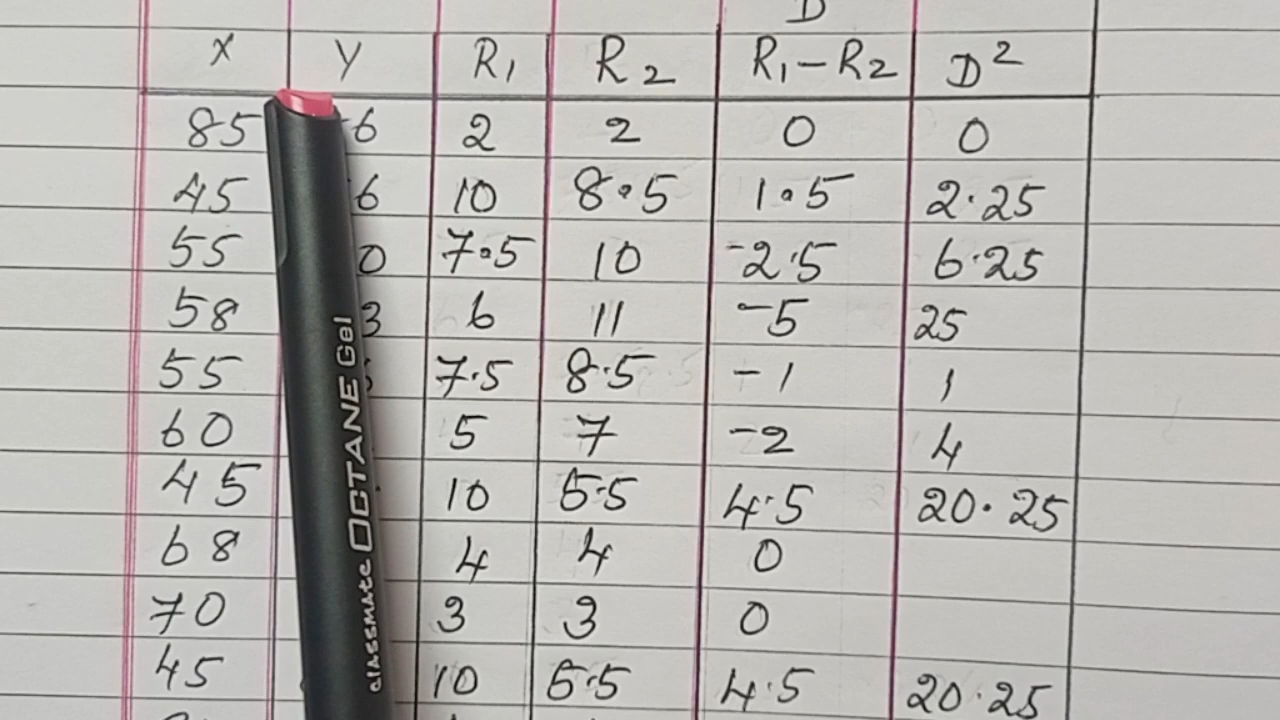 D
X Y R1 R2 R1-R2 D²
85 6 2 2 0 0
45 6 10 8.5 1.5 2.25
55 0 7.5 10 -2.5 6.25
58 3 6 11 -5 25
55 7.5 8.5 -1 1
60 5 7 -2 4
45 10 5.5 4.5 20.25
68 4 4 0
70 3 3 0
45 10 5.5 4.5 20.25
classmate OCTANE Gel